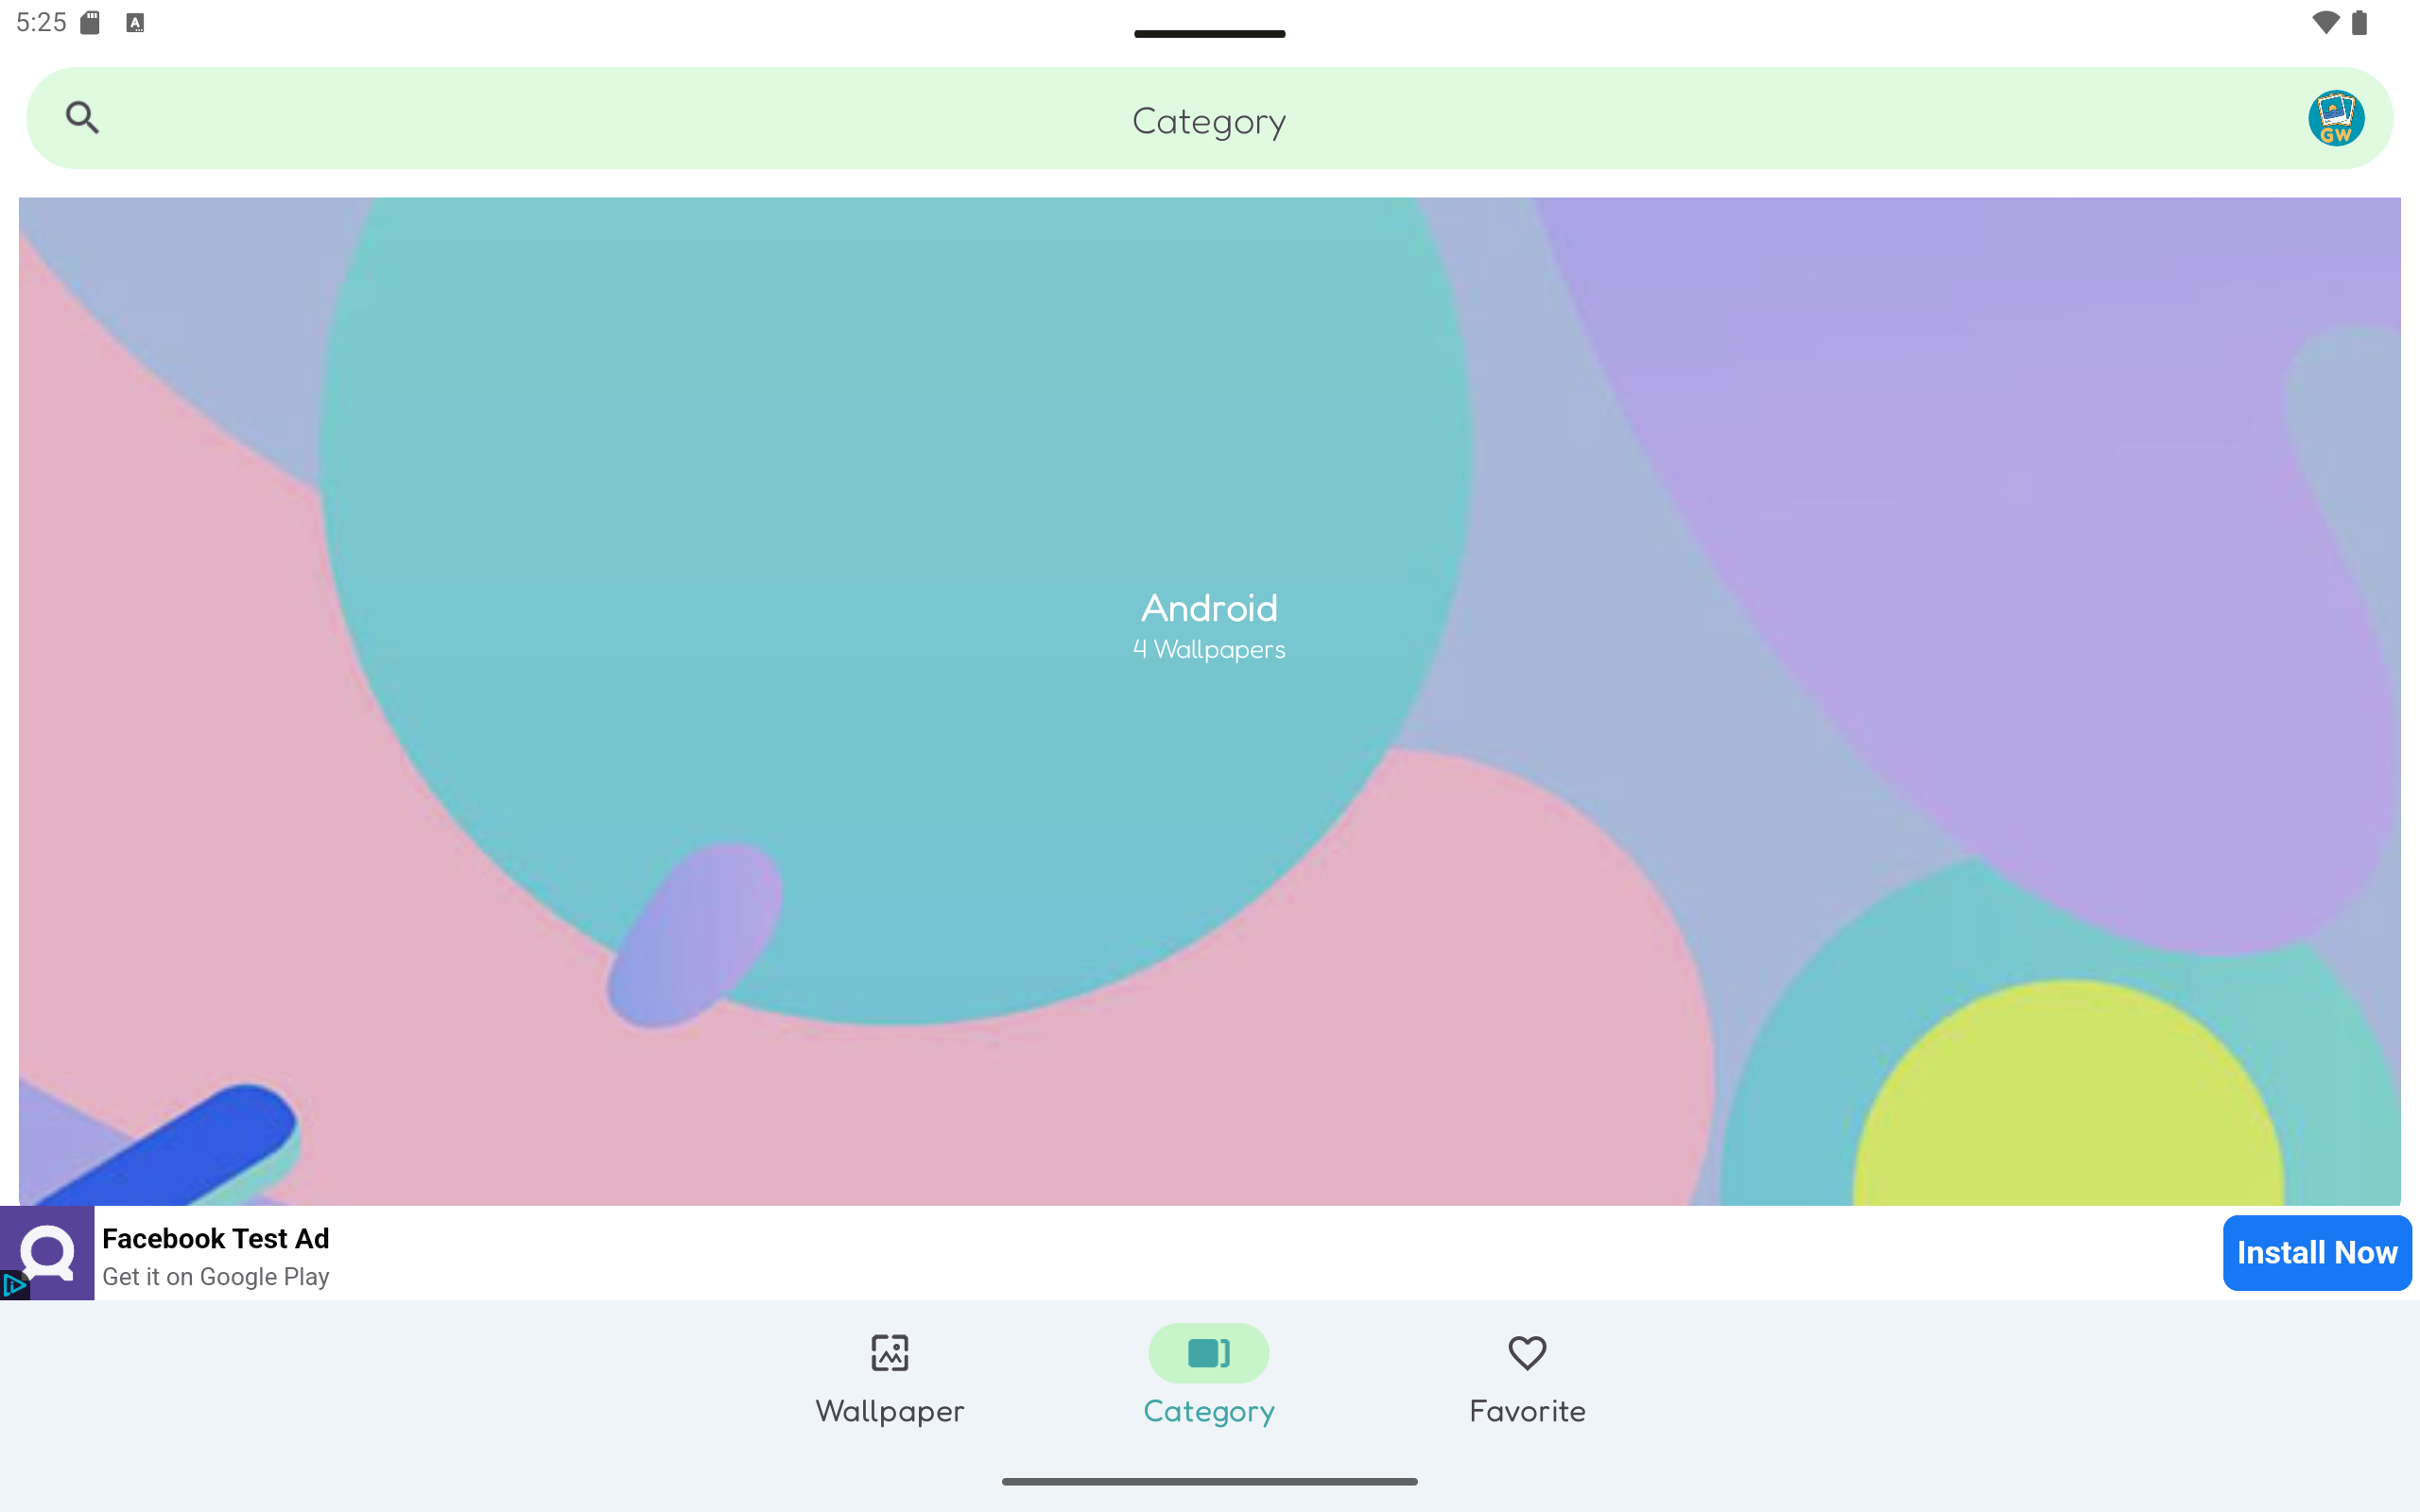 5:25
A
Category
GW
Android
4 Wallpapers
Facebook Test Ad
Get it on Google Play
Install Now
Wallpaper
Category
Favorite